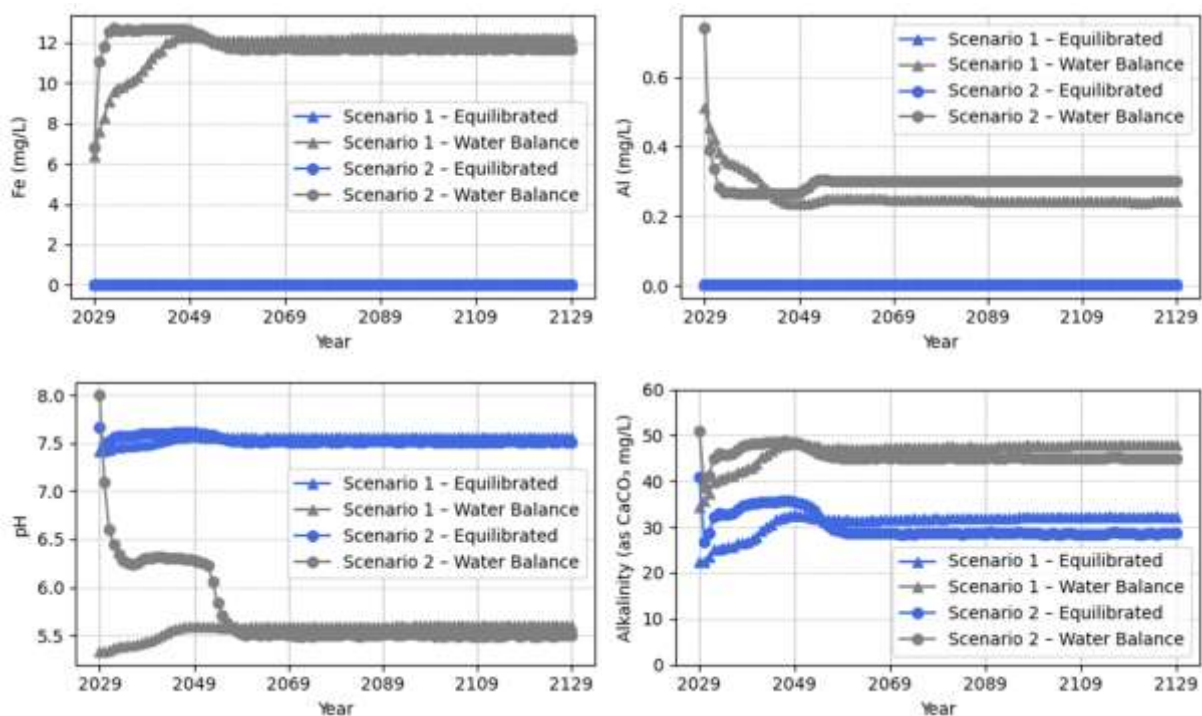 Fe (mg/L)
12
10
8
6
4
2
0
2029 2049 2069 2089 2109 2129
Year
Scenario 1 – Equilibrated
Scenario 1 – Water Balance
Scenario 2 – Equilibrated
Scenario 2 – Water Balance
Al (mg/L)
0.6
0.4
0.2
0.0
2029 2049 2069 2089 2109 2129
Year
Scenario 1 – Equilibrated
Scenario 1 – Water Balance
Scenario 2 – Equilibrated
Scenario 2 – Water Balance
pH
8.0
7.5
7.0
6.5
6.0
5.5
2029 2049 2069 2089 2109 2129
Year
Scenario 1 – Equilibrated
Scenario 1 – Water Balance
Scenario 2 – Equilibrated
Scenario 2 – Water Balance
Alkalinity (as CaCO₃ mg/L)
60
50
40
30
20
10
0
2029 2049 2069 2089 2109 2129
Year
Scenario 1 – Equilibrated
Scenario 1 – Water Balance
Scenario 2 – Equilibrated
Scenario 2 – Water Balance